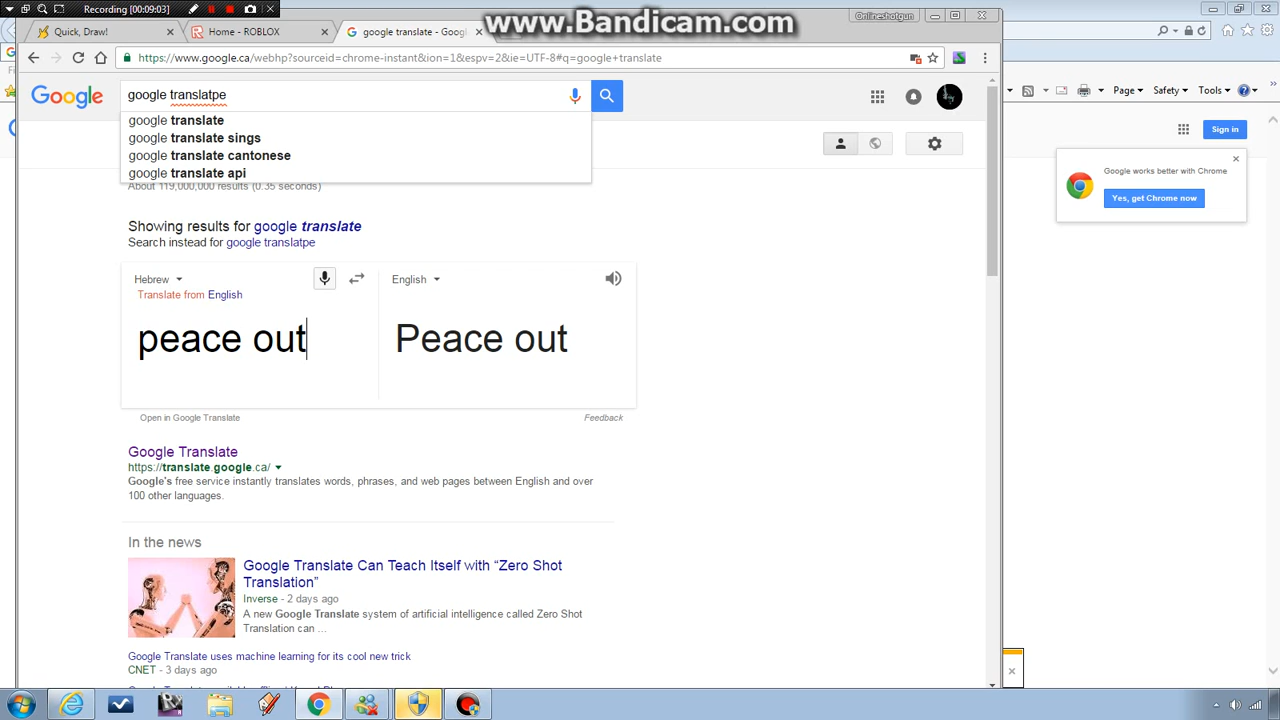 Recording [00:09:03]
www.Bandicam.com
Onlineshotgun
Quick, Draw!
Home - ROBLOX
google translate - Googl
https://www.google.ca/webhp?sourceid=chrome-instant&ion=1&espv=2&ie=UTF-8#q=google+translate
Google
google translatpe
google translate
google translate sings
google translate cantonese
google translate api
About 119,000,000 results (0.35 seconds)
Page
Safety
Tools
Sign in
Google works better with Chrome
Yes, get Chrome now
Showing results for google translate
Search instead for google translatpe
Hebrew
English
Translate from English
peace out
Peace out
Open in Google Translate
Feedback
Google Translate
https://translate.google.ca/
Google's free service instantly translates words, phrases, and web pages between English and over
100 other languages.
In the news
Google Translate Can Teach Itself with “Zero Shot
Translation”
Inverse - 2 days ago
A new Google Translate system of artificial intelligence called Zero Shot
Translation can ...
Google Translate uses machine learning for its cool new trick
CNET - 3 days ago